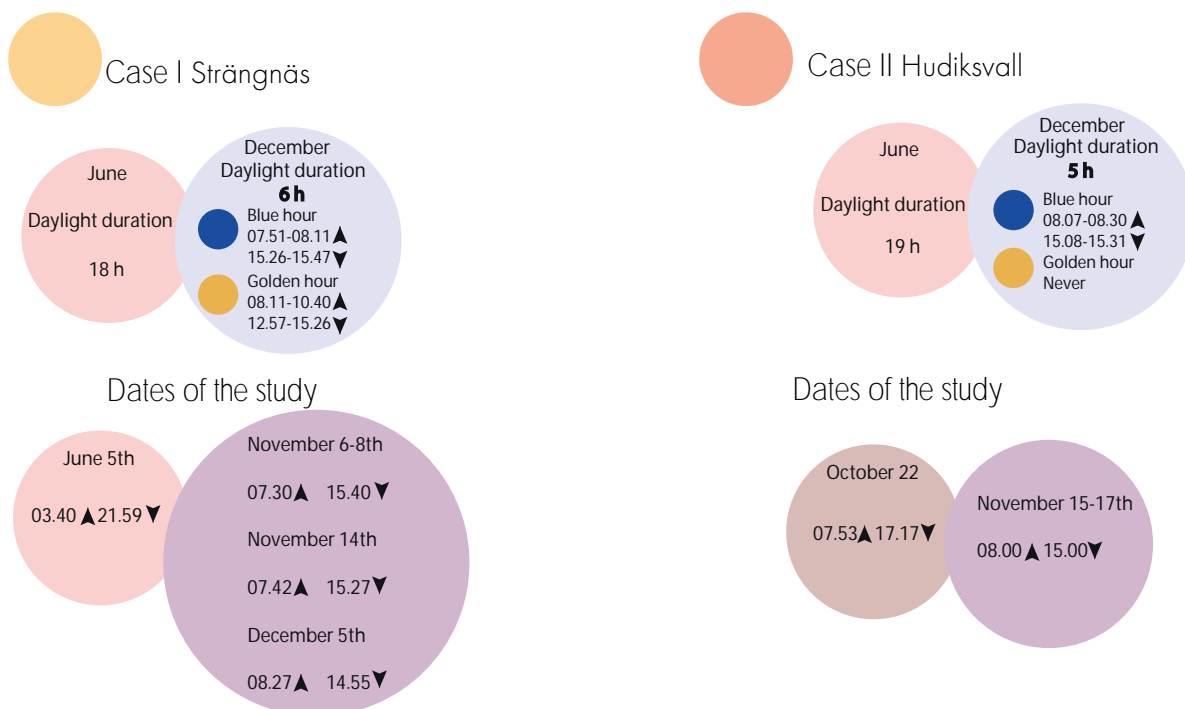 Case I Strängnäs
June
Daylight duration
18 h
December
Daylight duration
6h
Blue hour
07.51-08.11
15.26-15.47
Golden hour
08.11-10.40
12.57-15.26
Dates of the study
June 5th
03.40 21.59
November 6-8th
07.30 15.40
November 14th
07.42 15.27
December 5th
08.27 14.55
Case II Hudiksvall
June
Daylight duration
19 h
December
Daylight duration
5h
Blue hour
08.07-08.30
15.08-15.31
Golden hour
Never
Dates of the study
October 22
07.53 17.17
November 15-17th
08.00 15.00